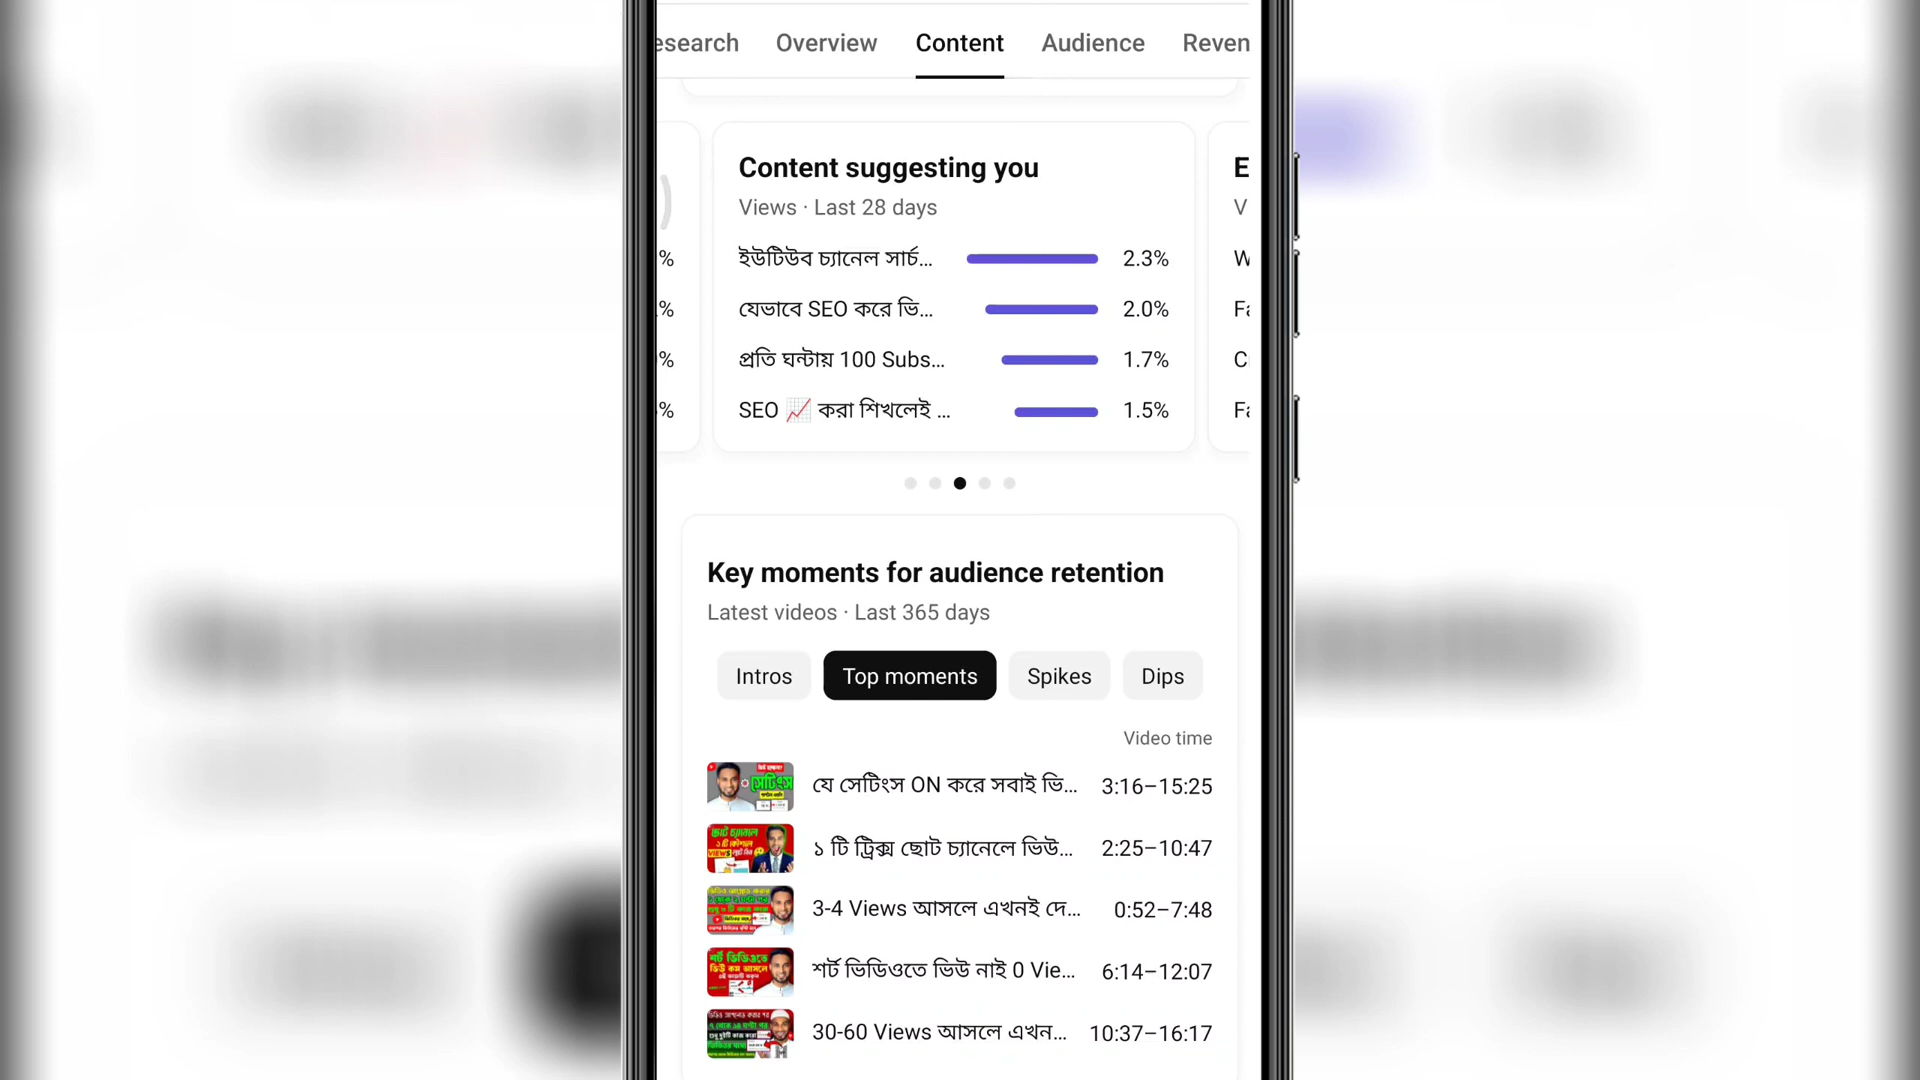 esearch Overview Content Audience Reven
Content suggesting you
Views · Last 28 days
ইউটিউব চ্যানেল সার্চ... 2.3%
যেভাবে SEO করে ভি... 2.0%
প্রতি ঘন্টায় 100 Subs... 1.7%
SEO 📈 করা শিখলেই ... 1.5%
Key moments for audience retention
Latest videos · Last 365 days
Intros Top moments Spikes Dips
Video time
যে সেটিংস ON করে সবাই ভি... 3:16–15:25
১ টি ট্রিক্স ছোট চ্যানেলে ভিউ... 2:25–10:47
3-4 Views আসলে এখনই দে... 0:52–7:48
শর্ট ভিডিওতে ভিউ নাই 0 Vie... 6:14–12:07
30-60 Views আসলে এখন... 10:37–16:17